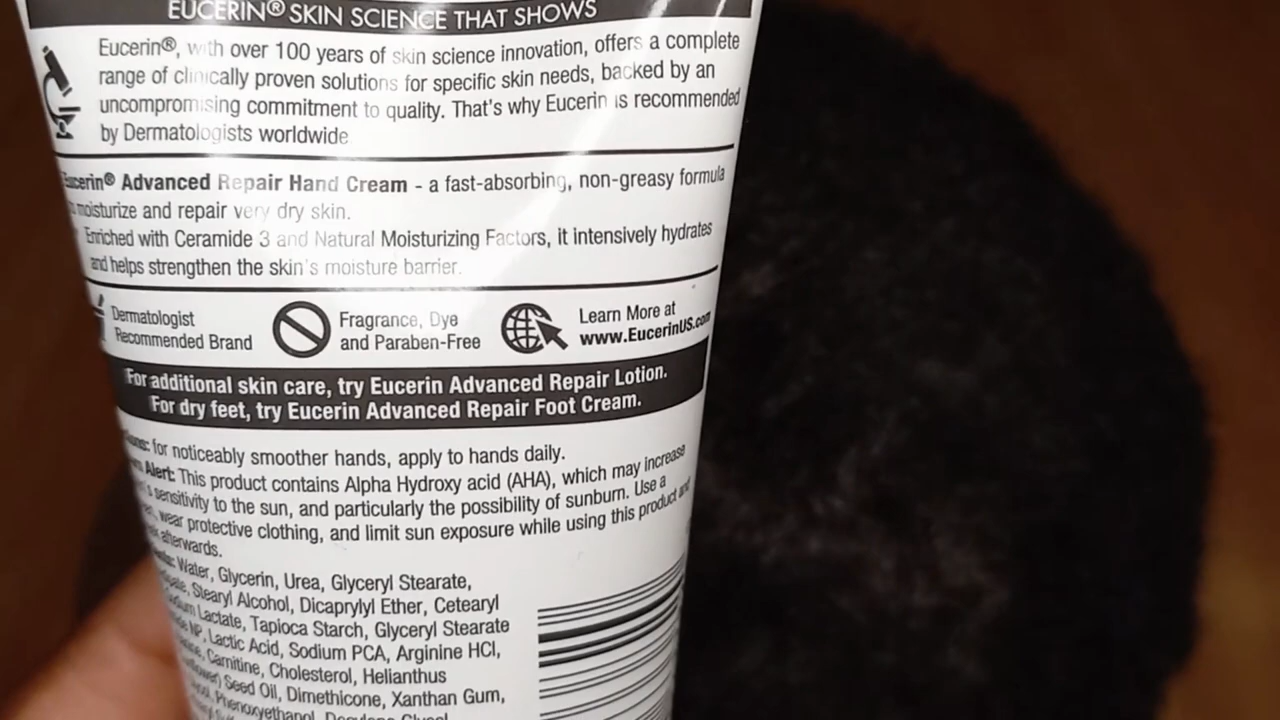 EUCERIN® SKIN SCIENCE THAT SHOWS
Eucerin®, with over 100 years of skin science innovation, offers a complete
range of clinically proven solutions for specific skin needs, backed by an
uncompromising commitment to quality. That's why Eucerin is recommended
by Dermatologists worldwide
Eucerin® Advanced Repair Hand Cream - a fast-absorbing, non-greasy formula
moisturize and repair very dry skin.
Enriched with Ceramide 3 and Natural Moisturizing Factors, it intensively hydrates
and helps strengthen the skin's moisture barrier.
Dermatologist
Recommended Brand
Fragrance, Dye
and Paraben-Free
Learn More at
www.EucerinUS.com
For additional skin care, try Eucerin Advanced Repair Lotion.
For dry feet, try Eucerin Advanced Repair Foot Cream.
for noticeably smoother hands, apply to hands daily.
Alert: This product contains Alpha Hydroxy acid (AHA), which may increase
sensitivity to the sun, and particularly the possibility of sunburn. Use a
wear protective clothing, and limit sun exposure while using this product and
afterwards.
Water, Glycerin, Urea, Glyceryl Stearate,
Stearyl Alcohol, Dicaprylyl Ether, Cetearyl
Lactate, Tapioca Starch, Glyceryl Stearate
NP, Lactic Acid, Sodium PCA, Arginine HCl,
Carnitine, Cholesterol, Helianthus
Seed Oil, Dimethicone, Xanthan Gum,
Phenoxyethanol, Decylene Glycol